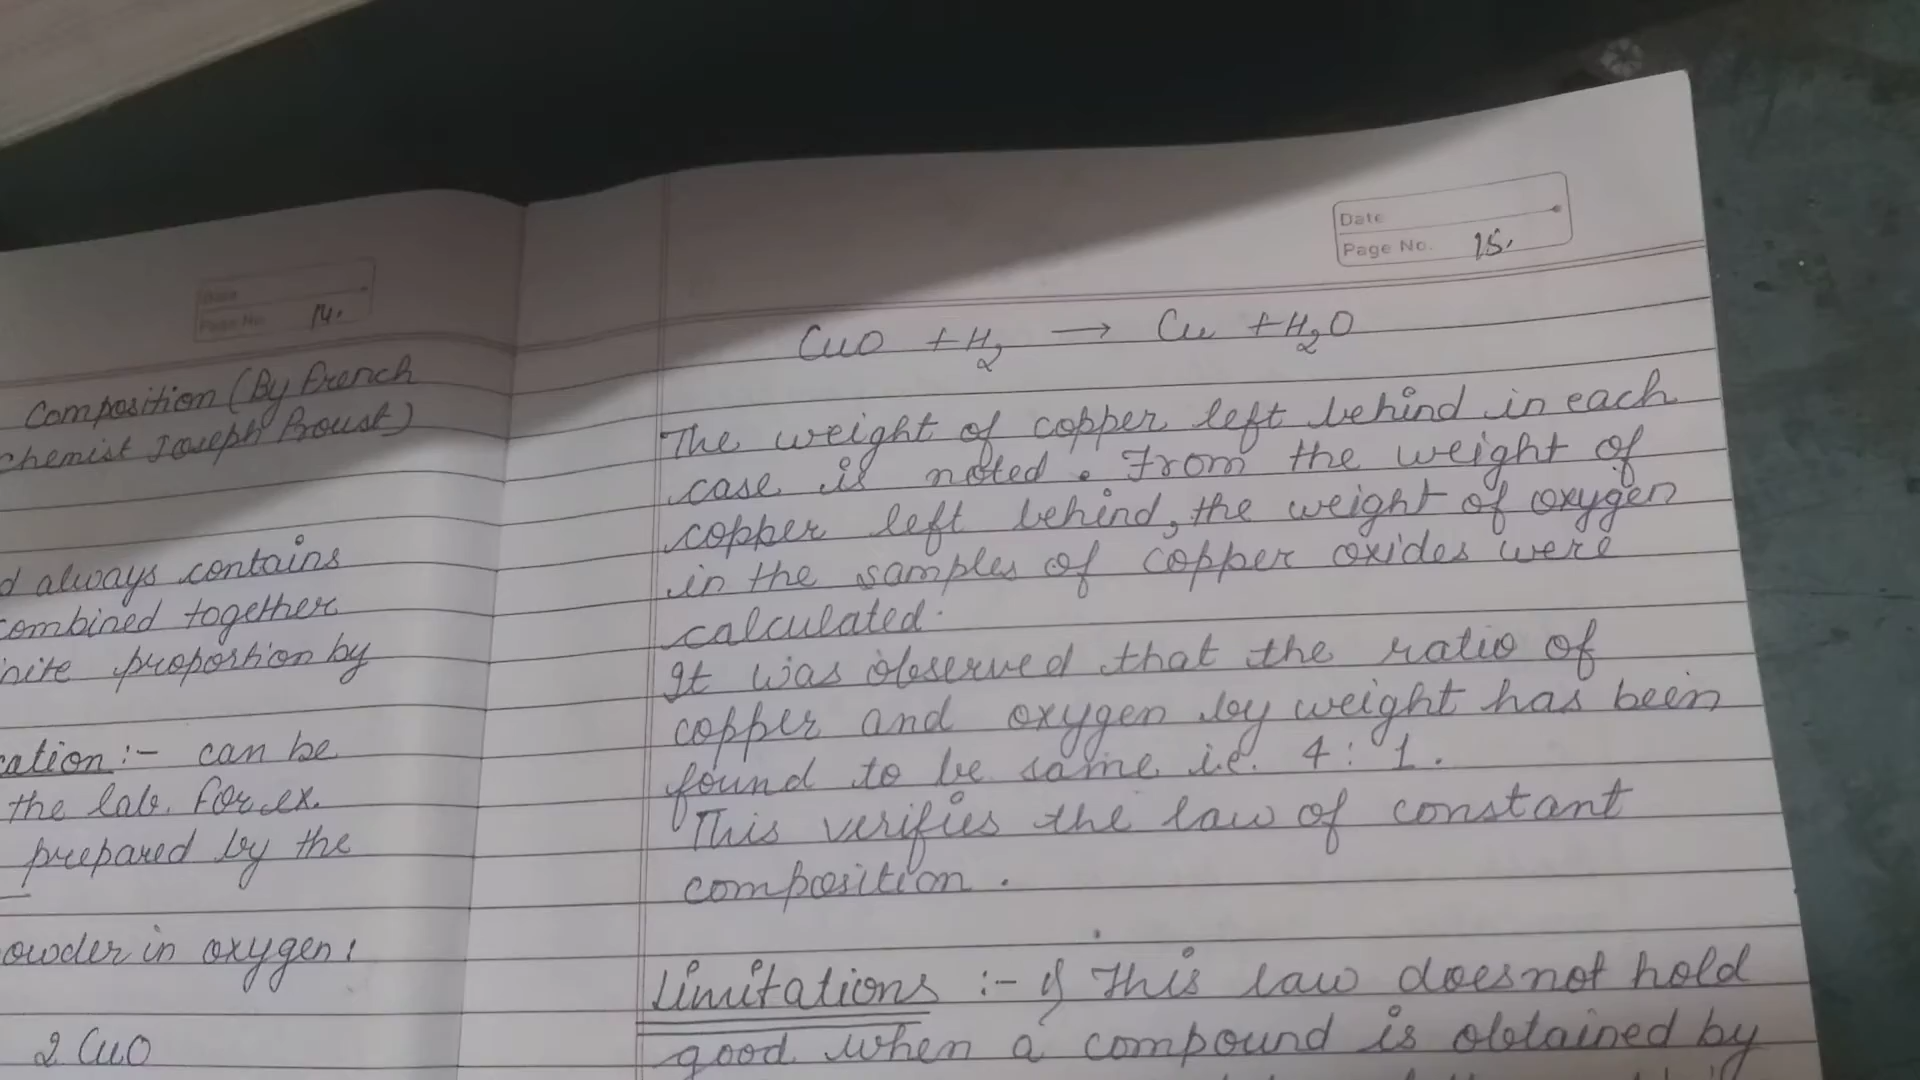 Date
Page No. 14.
Composition (By French
chemist Joseph Proust)
d always contains
combined together
nite proportion by
cation :- can be
the lab. For ex.
prepared by the
owder in oxygen :
2 CuO
Date
Page No. 15.
CuO + H2 → Cu + H2O
The weight of copper left behind in each
case is noted. From the weight of
copper left behind, the weight of oxygen
in the samples of copper oxides were
calculated.
It was observed that the ratio of
copper and oxygen by weight has been
found to be same i.e. 4 : 1.
This verifies the law of constant
composition.
Limitations :- 1) This law does not hold
good when a compound is obtained by